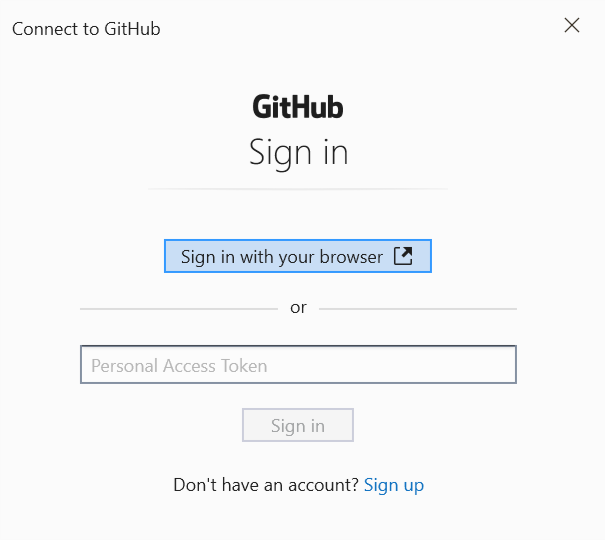 Connect to GitHub
GitHub
Sign in
Sign in with your browser
or
Personal Access Token
Sign in
Don't have an account? Sign up